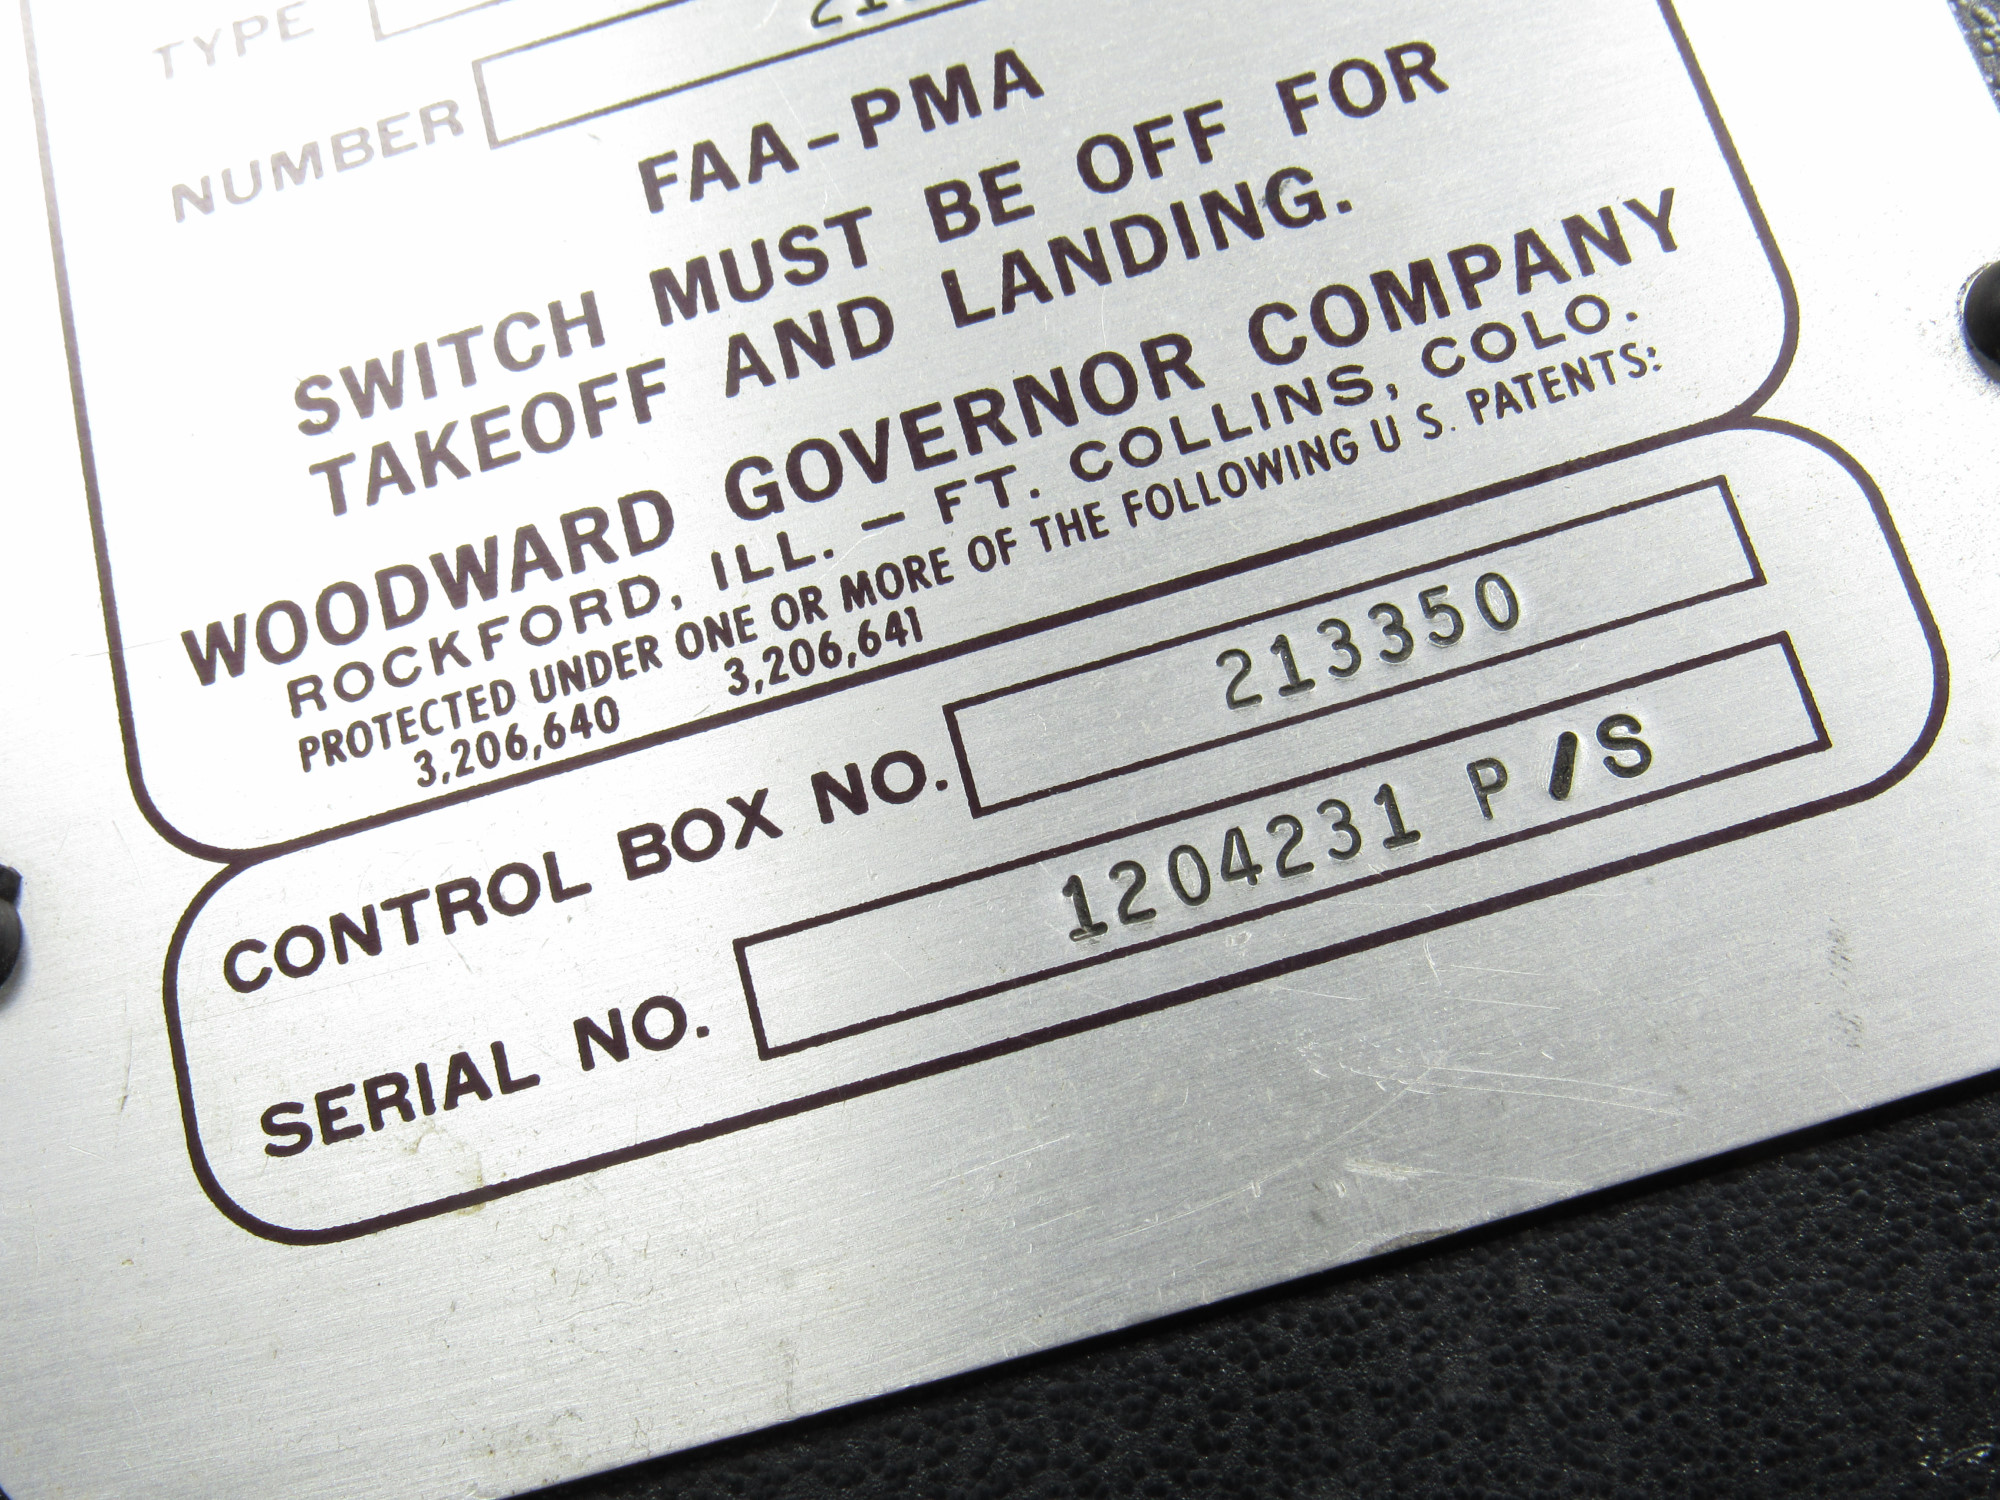 TYPE
NUMBER
FAA-PMA
SWITCH MUST BE OFF FOR
TAKEOFF AND LANDING.
WOODWARD GOVERNOR COMPANY
ROCKFORD, ILL. — FT. COLLINS, COLO.
PROTECTED UNDER ONE OR MORE OF THE FOLLOWING U S. PATENTS:
3,206,640 3,206,641
CONTROL BOX NO. 213350
SERIAL NO. 1204231 P/S